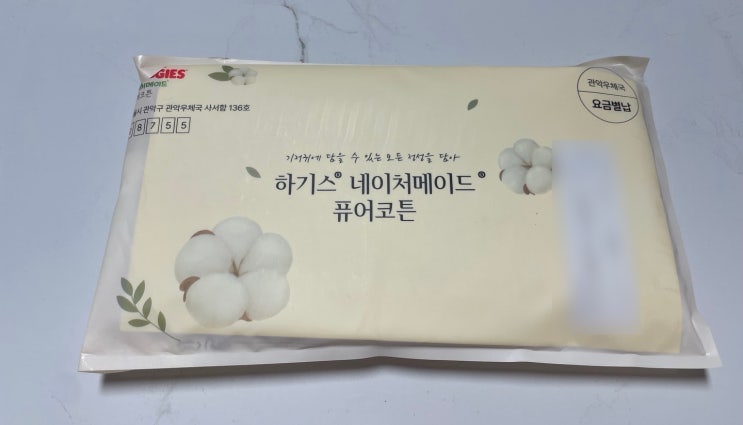 GIES®
어메이드
관악구 관악우체국 사서함 136호
8 7 5 5
관악우체국
요금별납
기저귀에 담을 수 있는 모든 정성을 담아
하기스® 네이처메이드®
퓨어코튼